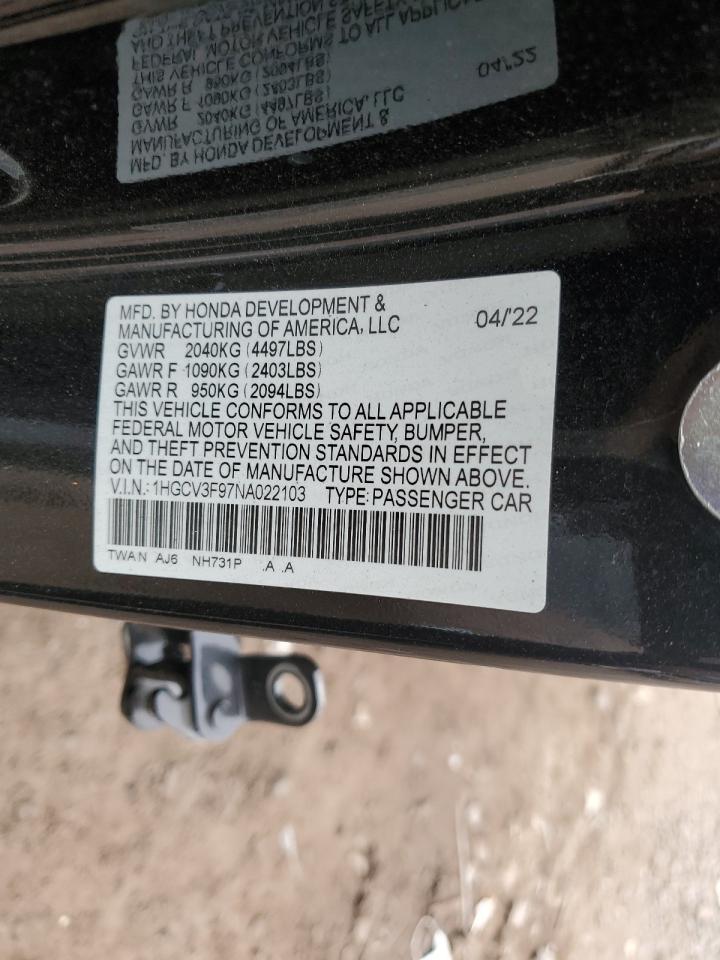 MFD. BY HONDA DEVELOPMENT &
MANUFACTURING OF AMERICA, LLC 04/'22
GVWR 2040KG (4497LBS)
GAWR F 1090KG (2403LBS)
GAWR R 950KG (2094LBS)
THIS VEHICLE CONFORMS TO ALL APPLICABLE
FEDERAL MOTOR VEHICLE SAFETY, BUMPER,
AND THEFT PREVENTION STANDARDS IN EFFECT
ON THE DATE OF MANUFACTURE SHOWN ABOVE.
V.I.N.: 1HGCV3F97NA022103 TYPE: PASSENGER CAR
TWAN AJ6 NH731P .A .A